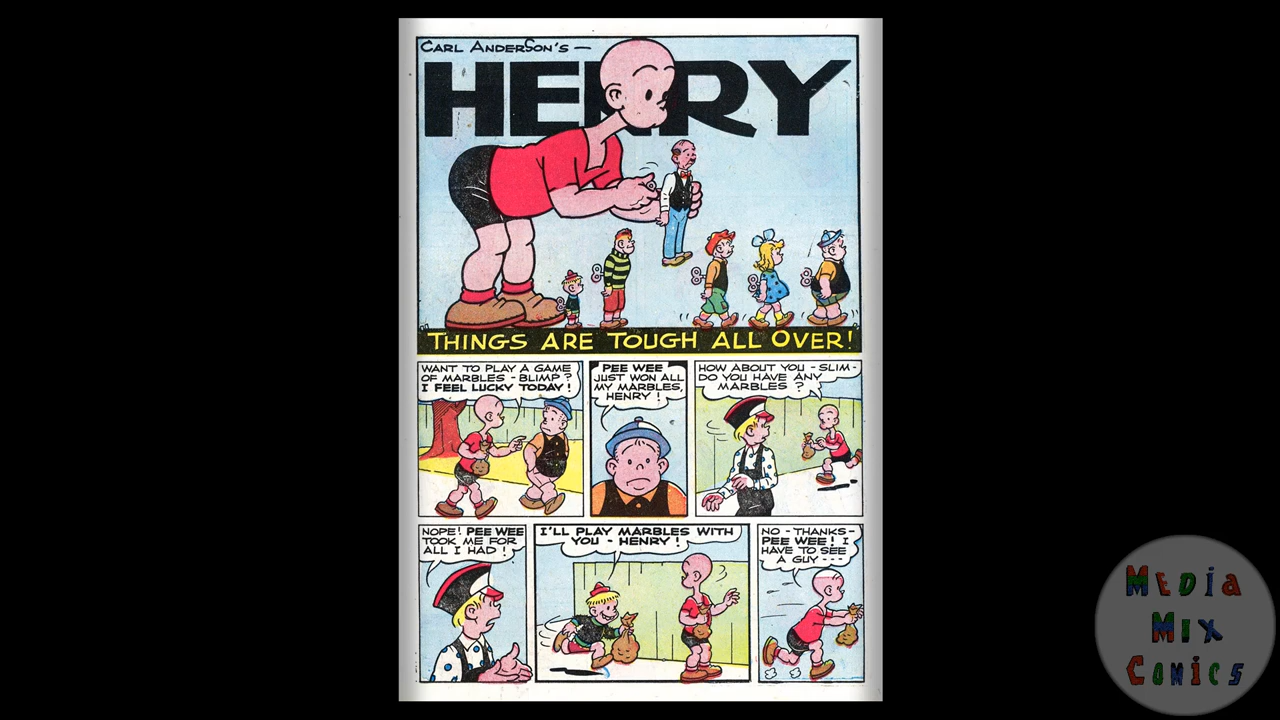 CARL ANDERSON'S —
HENRY
THINGS ARE TOUGH ALL OVER!
WANT TO PLAY A GAME
OF MARBLES - BLIMP?
I FEEL LUCKY TODAY!
PEE WEE
JUST WON ALL
MY MARBLES,
HENRY!
HOW ABOUT YOU - SLIM -
DO YOU HAVE ANY
MARBLES?
NOPE! PEE WEE
TOOK ME FOR
ALL I HAD!
I'LL PLAY MARBLES WITH
YOU - HENRY!
NO - THANKS -
PEE WEE! I
HAVE TO SEE
A GUY ---
MEDiA
MiX
COMiCS